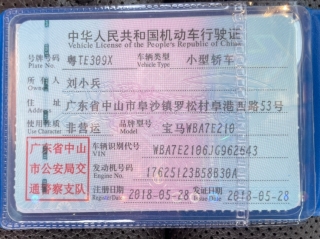 中华人民共和国机动车行驶证
Vehicle License of the People's Republic of China
号牌号码 Plate No. 粤TE309X 车辆类型 Vehicle Type 小型轿车
所有人 Owner 刘小兵
住址 Address 广东省中山市阜沙镇罗松村阜港西路53号
使用性质 Use Character 非营运 品牌型号 Model 宝马WBA7E210
广东省中山
市公安局交
通警察支队
车辆识别代号 VIN WBA7E2106JG962643
发动机号码 Engine No. 17625123B58B30A
注册日期 Register Date 2018-05-28 发证日期 Issue Date 2018-05-28